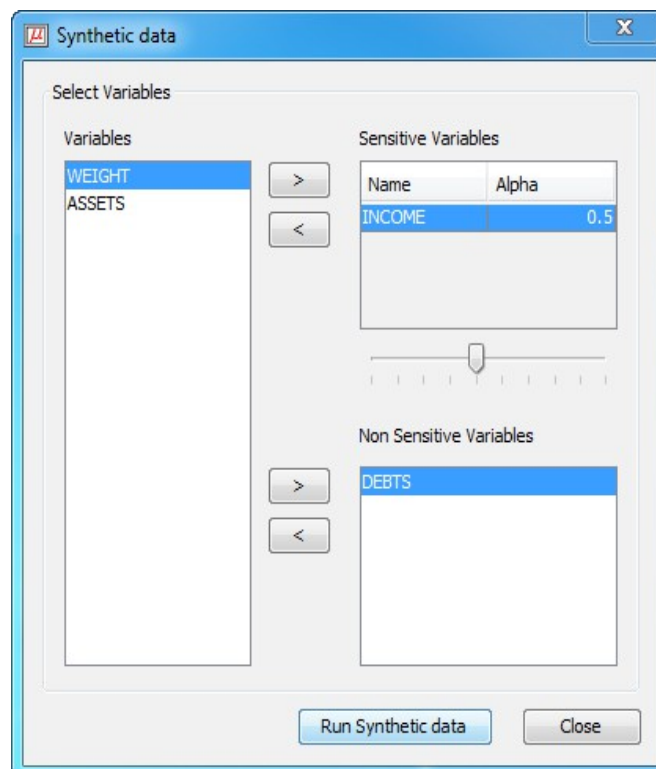 μ Synthetic data X
Select Variables
Variables
WEIGHT
ASSETS
>
<
Sensitive Variables
Name Alpha
INCOME 0.5
>
<
Non Sensitive Variables
DEBTS
Run Synthetic data Close